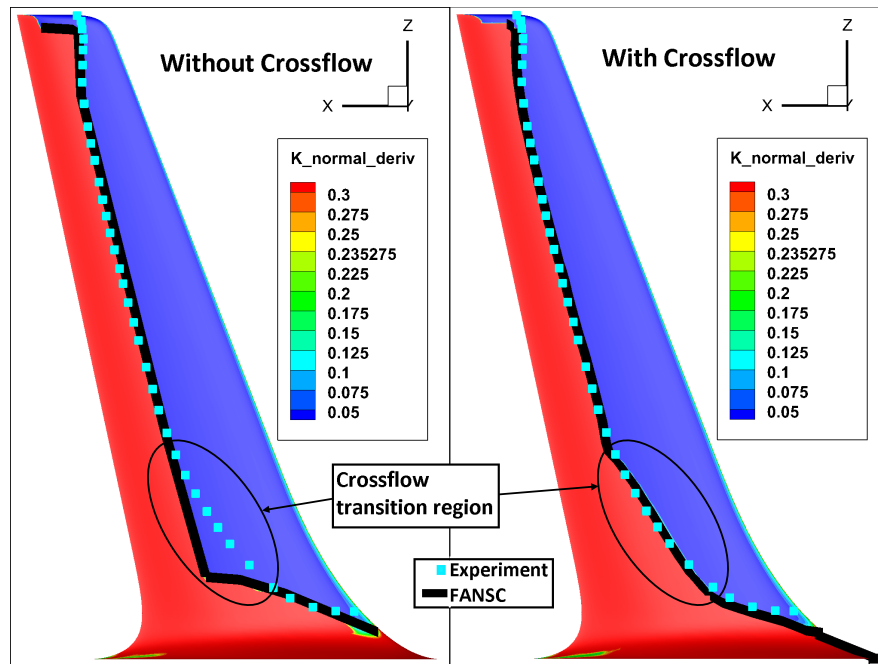 Without Crossflow
Z
X
Y
K_normal_deriv
0.3
0.275
0.25
0.235275
0.225
0.2
0.175
0.15
0.125
0.1
0.075
0.05
With Crossflow
Z
X
Y
K_normal_deriv
0.3
0.275
0.25
0.235275
0.225
0.2
0.175
0.15
0.125
0.1
0.075
0.05
Crossflow
transition region
Experiment
FANSC